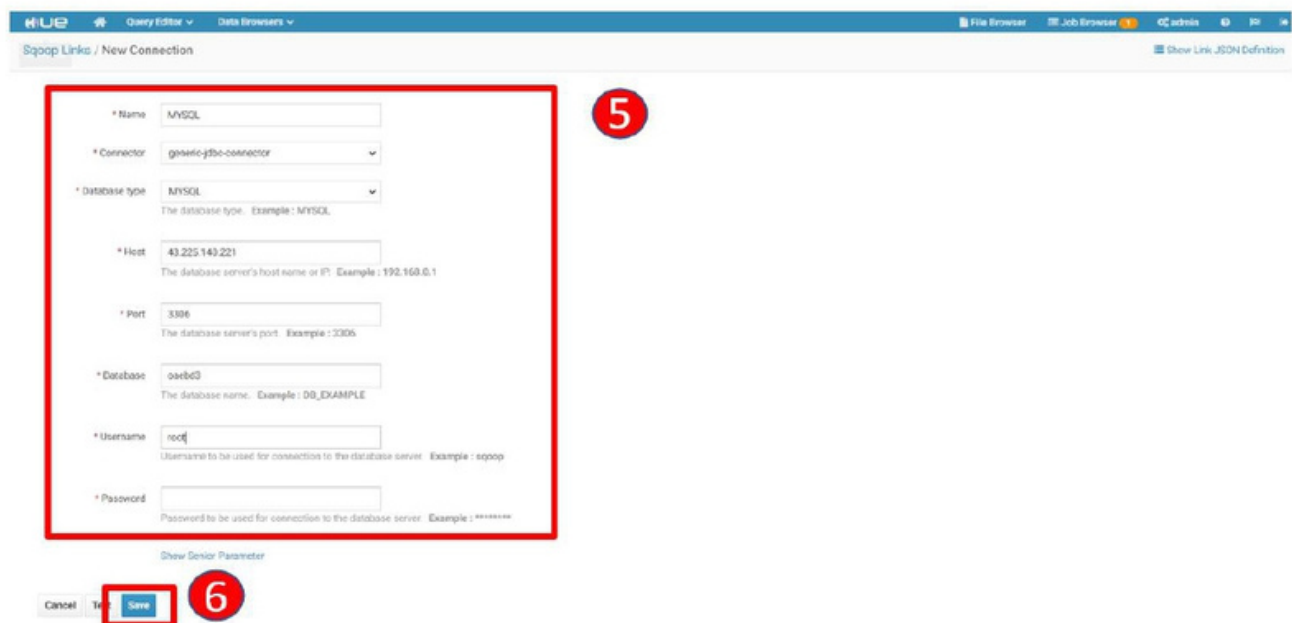 HUE Query Editor Data Browsers File Browser Job Browser 1 admin
Sqoop Links / New Connection Show Link JSON Definition
5
* Name MYSQL
* Connector generic-jdbc-connector
* Database type MYSQL
The database type. Example : MYSQL
* Host 43.225.143.221
The database server's host name or IP. Example : 192.168.0.1
* Port 3306
The database server's port. Example : 3306
* Database oaebd3
The database name. Example : DB_EXAMPLE
* Username root
Username to be used for connection to the database server. Example : sqoop
* Password
Password to be used for connection to the database server. Example : ********
Show Senior Parameter
Cancel Save 6